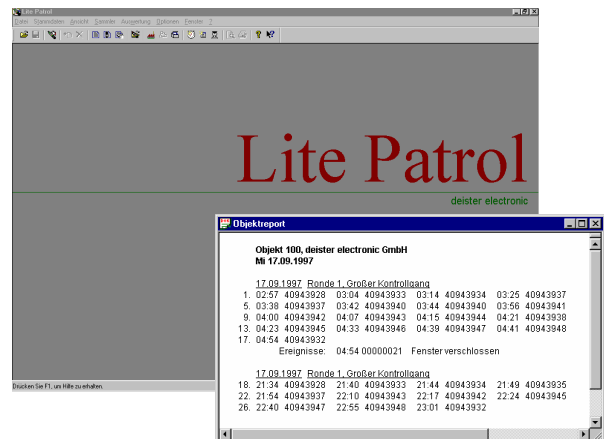 Lite Patrol
Datei Stammdaten Ansicht Sammler Auswertung Optionen Fenster ?
Lite Patrol
deister electronic
Objektreport
Objekt 100, deister electronic GmbH
Mi 17.09.1997
17.09.1997 Ronde 1, Großer Kontrollgang
1. 02:57 40943928 03:04 40943933 03:14 40943934 03:25 40943937
5. 03:38 40943937 03:42 40943940 03:44 40943940 03:56 40943941
9. 04:00 40943942 04:07 40943943 04:15 40943944 04:21 40943938
13. 04:23 40943945 04:33 40943946 04:39 40943947 04:41 40943948
17. 04:54 40943932
Ereignisse: 04:54 00000021 Fenster verschlossen
17.09.1997 Ronde 1, Großer Kontrollgang
18. 21:34 40943928 21:40 40943933 21:44 40943934 21:49 40943935
22. 21:54 40943937 22:10 40943943 22:17 40943942 22:24 40943945
26. 22:40 40943947 22:55 40943948 23:01 40943932
Drücken Sie F1, um Hilfe zu erhalten.